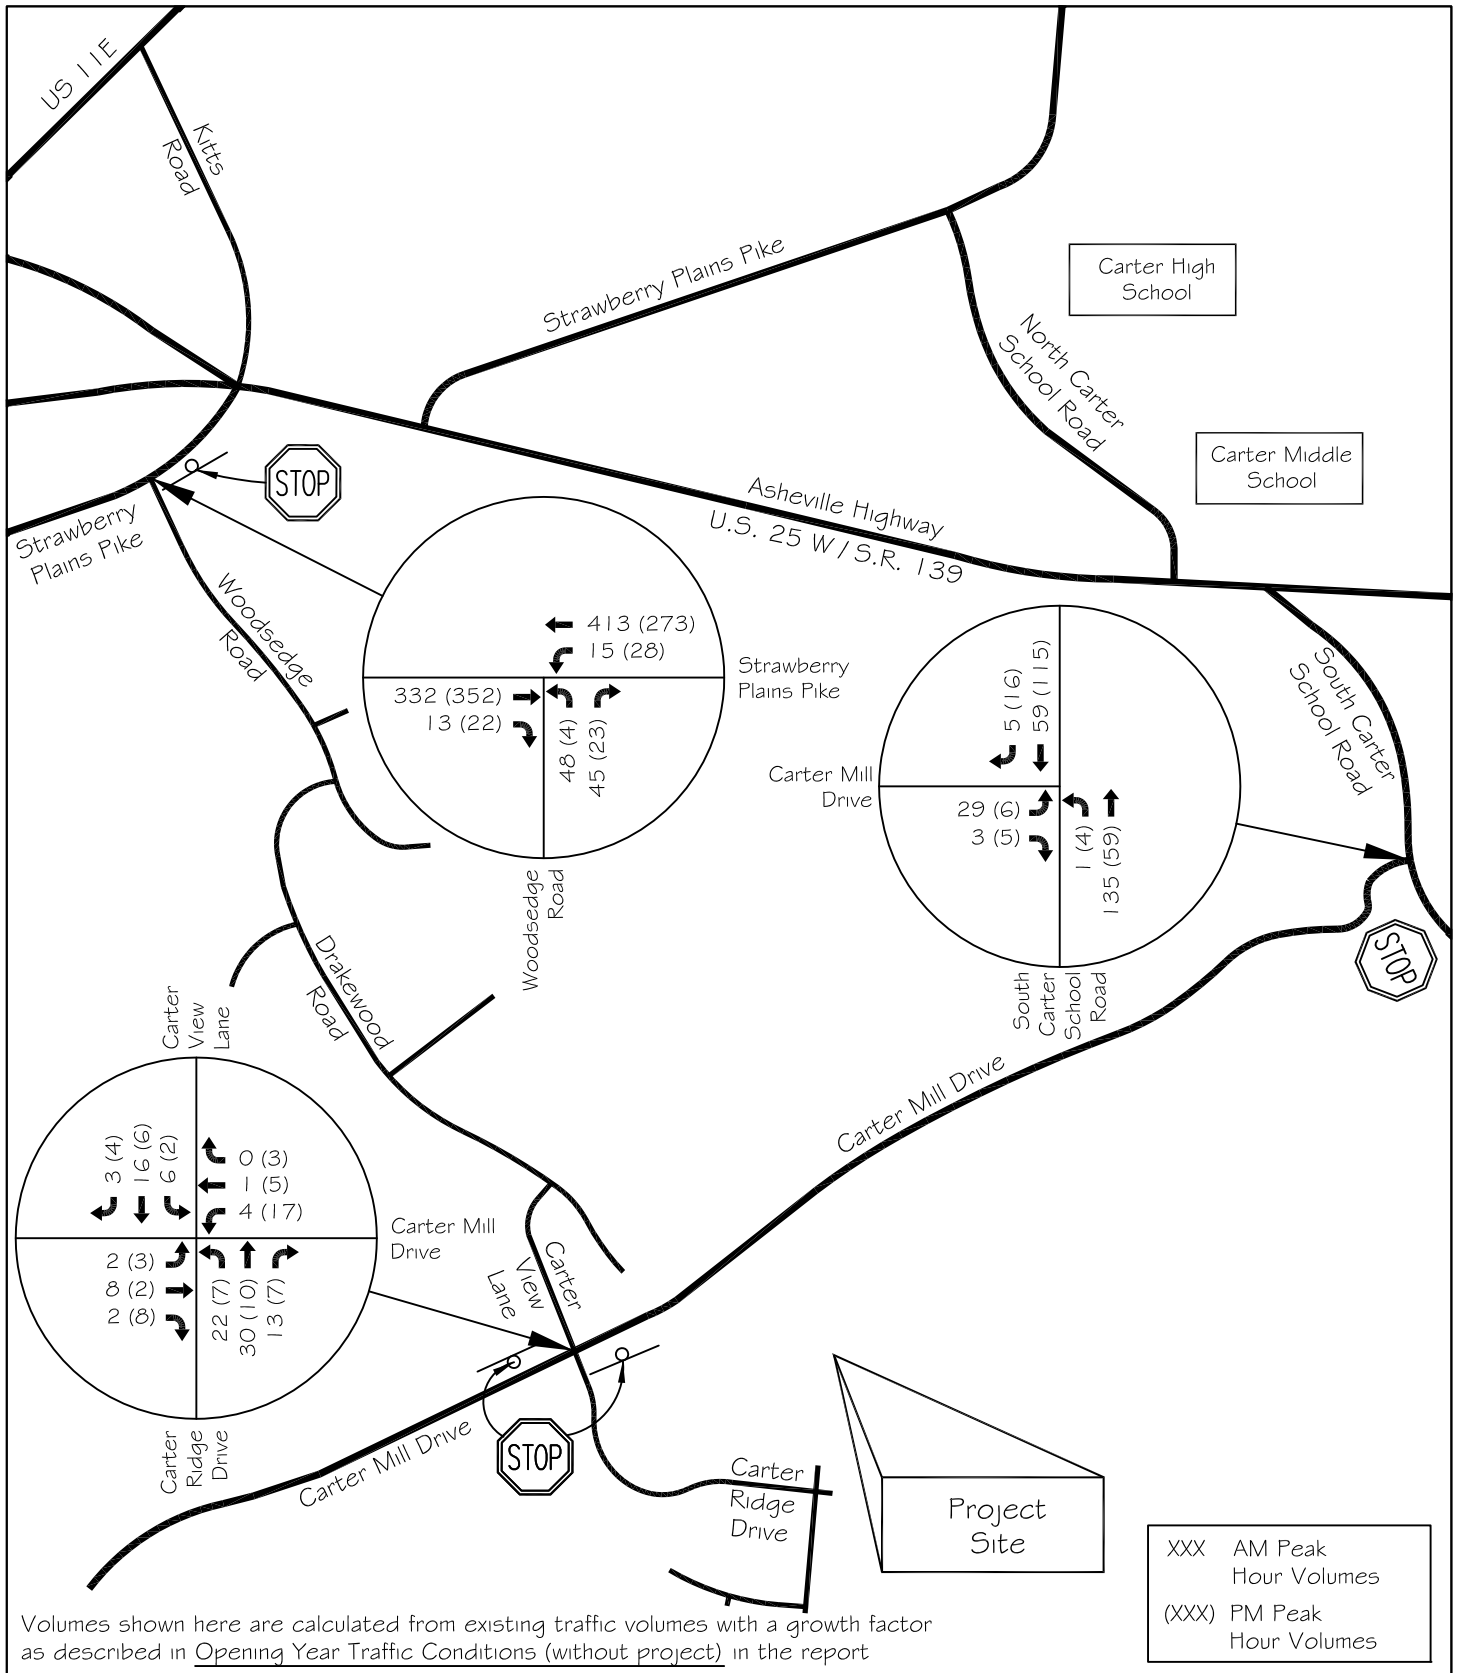 US 11E
Kitts
Road
Strawberry Plains Pike
Carter High
School
North Carter
School Road
Carter Middle
School
STOP
Asheville Highway
U.S. 25 W / S.R. 139
Strawberry
Plains Pike
Woodsedge
Road
413 (273)
15 (28)
332 (352)
13 (22)
48 (4)
45 (23)
Strawberry
Plains Pike
Woodsedge
Road
5 (16)
59 (115)
Carter Mill
Drive
29 (6)
3 (5)
1 (4)
135 (59)
South
Carter
School
Road
South Carter
School Road
STOP
Drakewood
Road
Carter
View
Lane
3 (4)
16 (6)
6 (2)
0 (3)
1 (5)
4 (17)
2 (3)
8 (2)
2 (8)
22 (7)
30 (10)
13 (7)
Carter Mill
Drive
Carter
Ridge
Drive
Carter Mill Drive
Carter
View
Lane
Carter Mill Drive
STOP
Carter
Ridge
Drive
Project
Site
XXX AM Peak
Hour Volumes
(XXX) PM Peak
Hour Volumes
Volumes shown here are calculated from existing traffic volumes with a growth factor
as described in Opening Year Traffic Conditions (without project) in the report